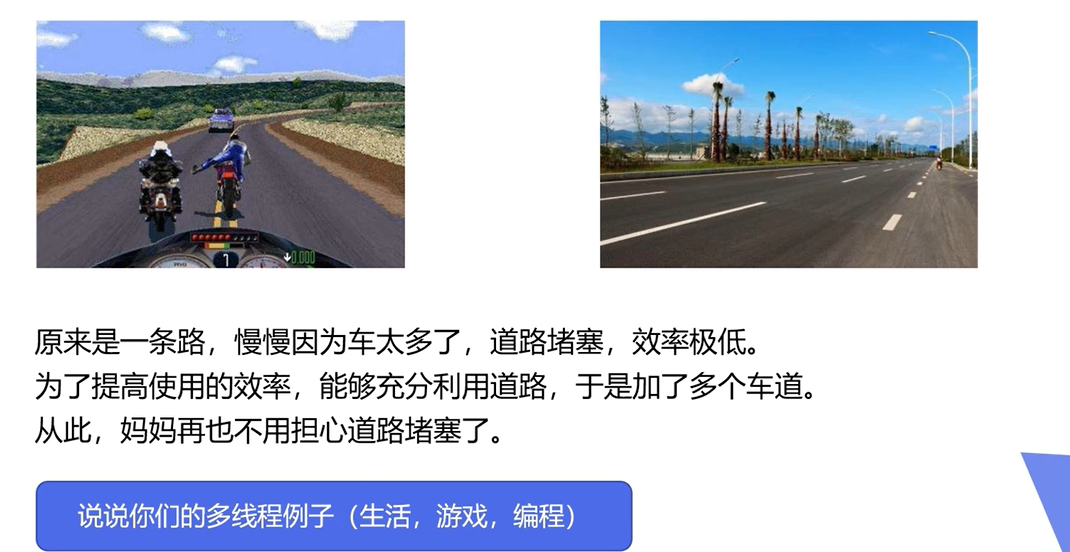 7
0.000
原来是一条路，慢慢因为车太多了，道路堵塞，效率极低。
为了提高使用的效率，能够充分利用道路，于是加了多个车道。
从此，妈妈再也不用担心道路堵塞了。
说说你们的多线程例子（生活，游戏，编程）